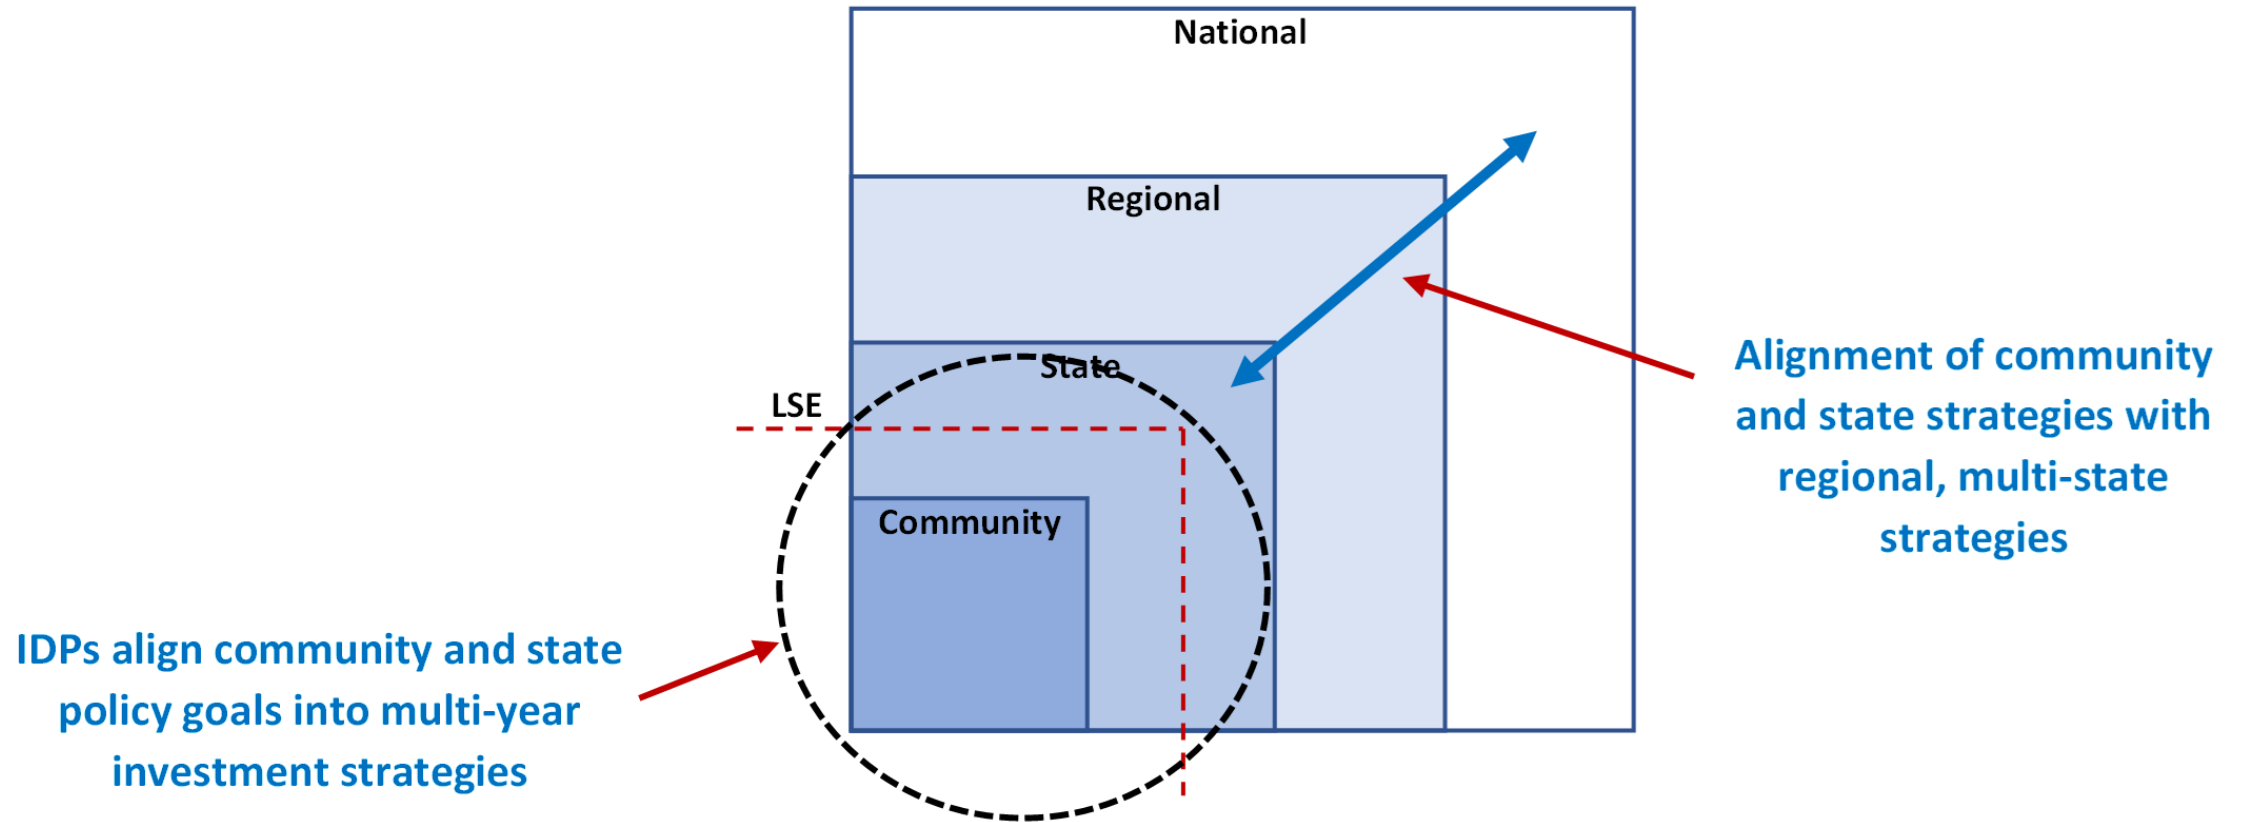 National
Regional
State
LSE
Community
Alignment of community
and state strategies with
regional, multi-state
strategies
IDPs align community and state
policy goals into multi-year
investment strategies